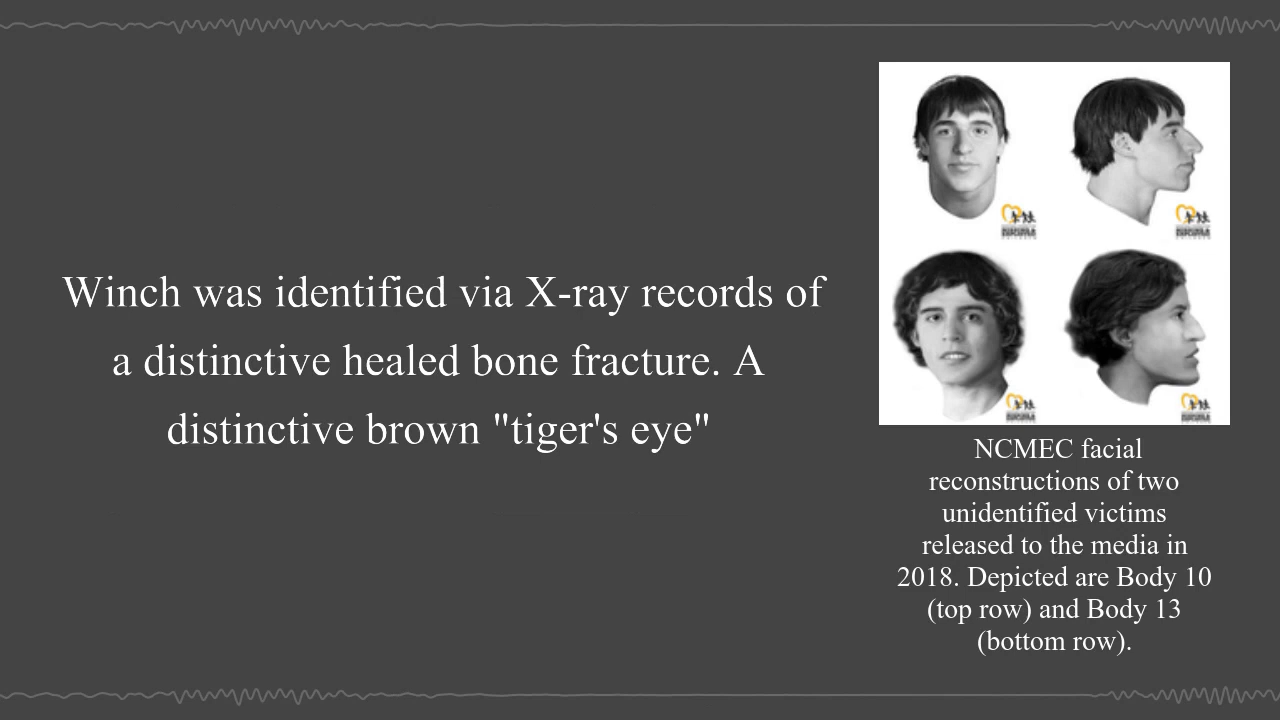 Winch was identified via X-ray records of
a distinctive healed bone fracture. A
distinctive brown "tiger's eye"
NCMEC facial
reconstructions of two
unidentified victims
released to the media in
2018. Depicted are Body 10
(top row) and Body 13
(bottom row).